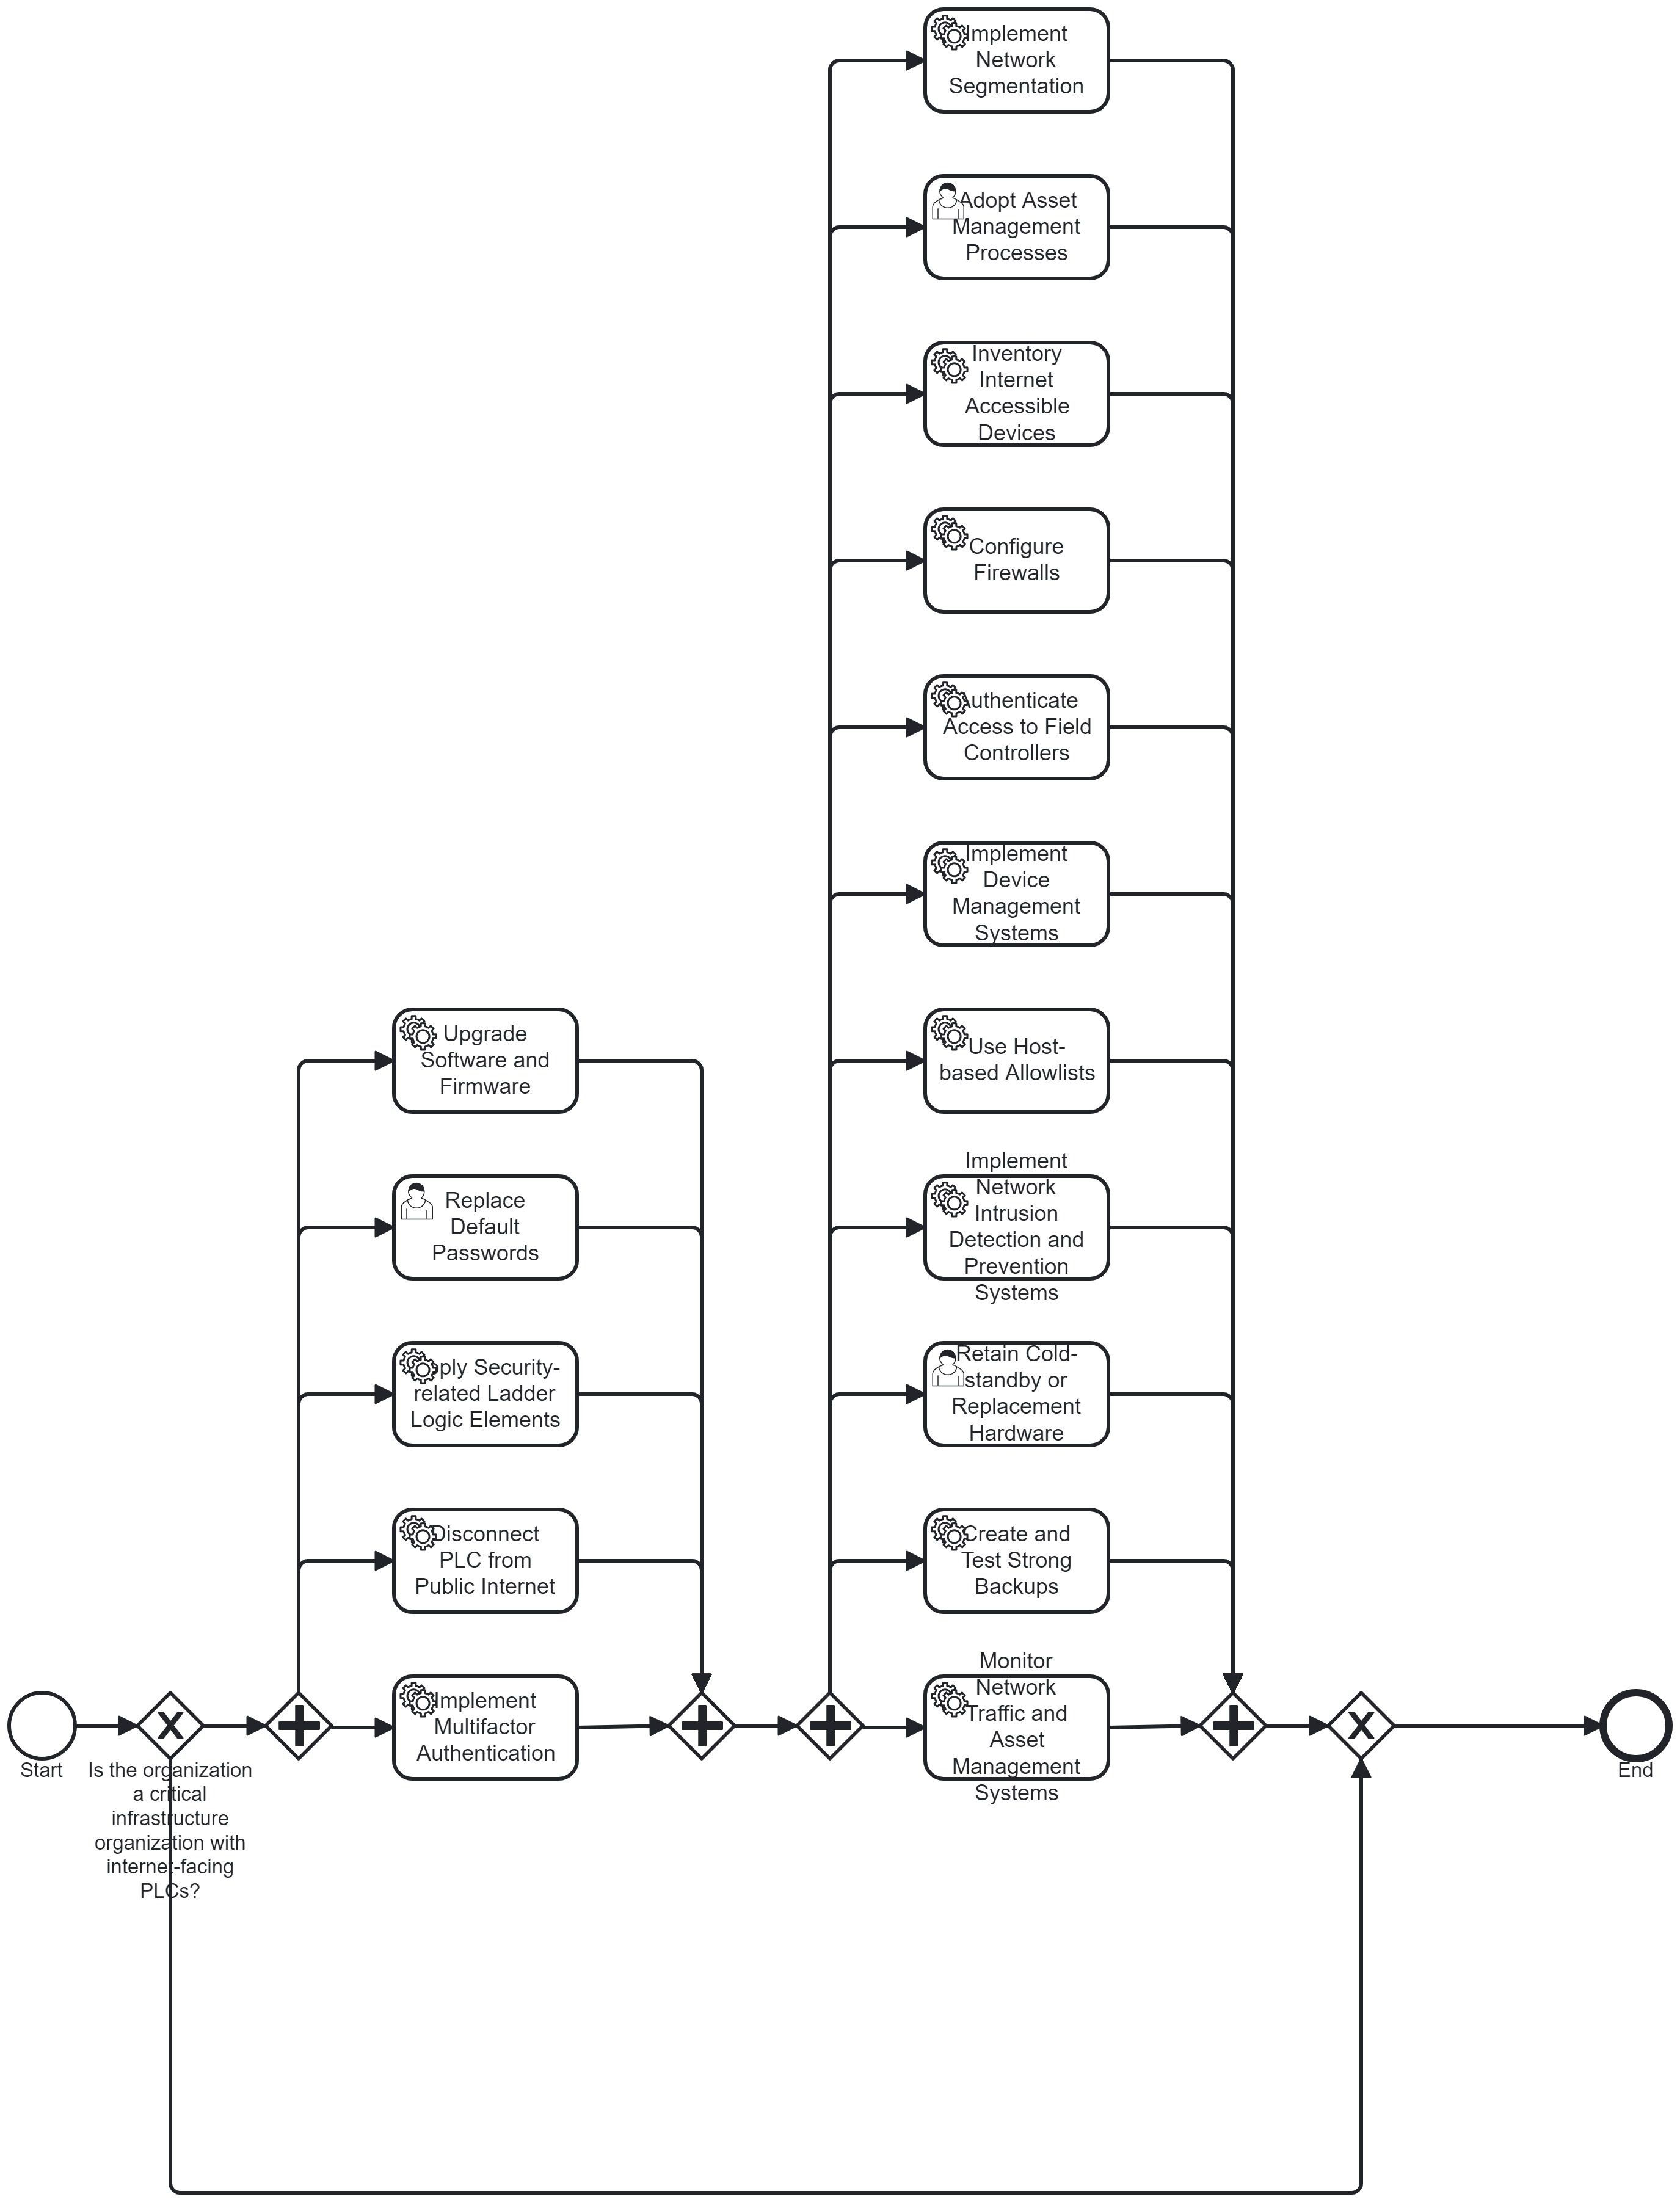 Implement
Network
Segmentation
Adopt Asset
Management
Processes
Inventory
Internet
Accessible
Devices
Configure
Firewalls
Authenticate
Access to Field
Controllers
Implement
Device
Management
Systems
Upgrade
Software and
Firmware
Use Host-
based Allowlists
Replace
Default
Passwords
Implement
Network
Intrusion
Detection and
Prevention
Systems
Apply Security-
related Ladder
Logic Elements
Retain Cold-
standby or
Replacement
Hardware
Disconnect
PLC from
Public Internet
Create and
Test Strong
Backups
Start
Is the organization
a critical
infrastructure
organization with
internet-facing
PLCs?
Implement
Multifactor
Authentication
Monitor
Network
Traffic and
Asset
Management
Systems
End